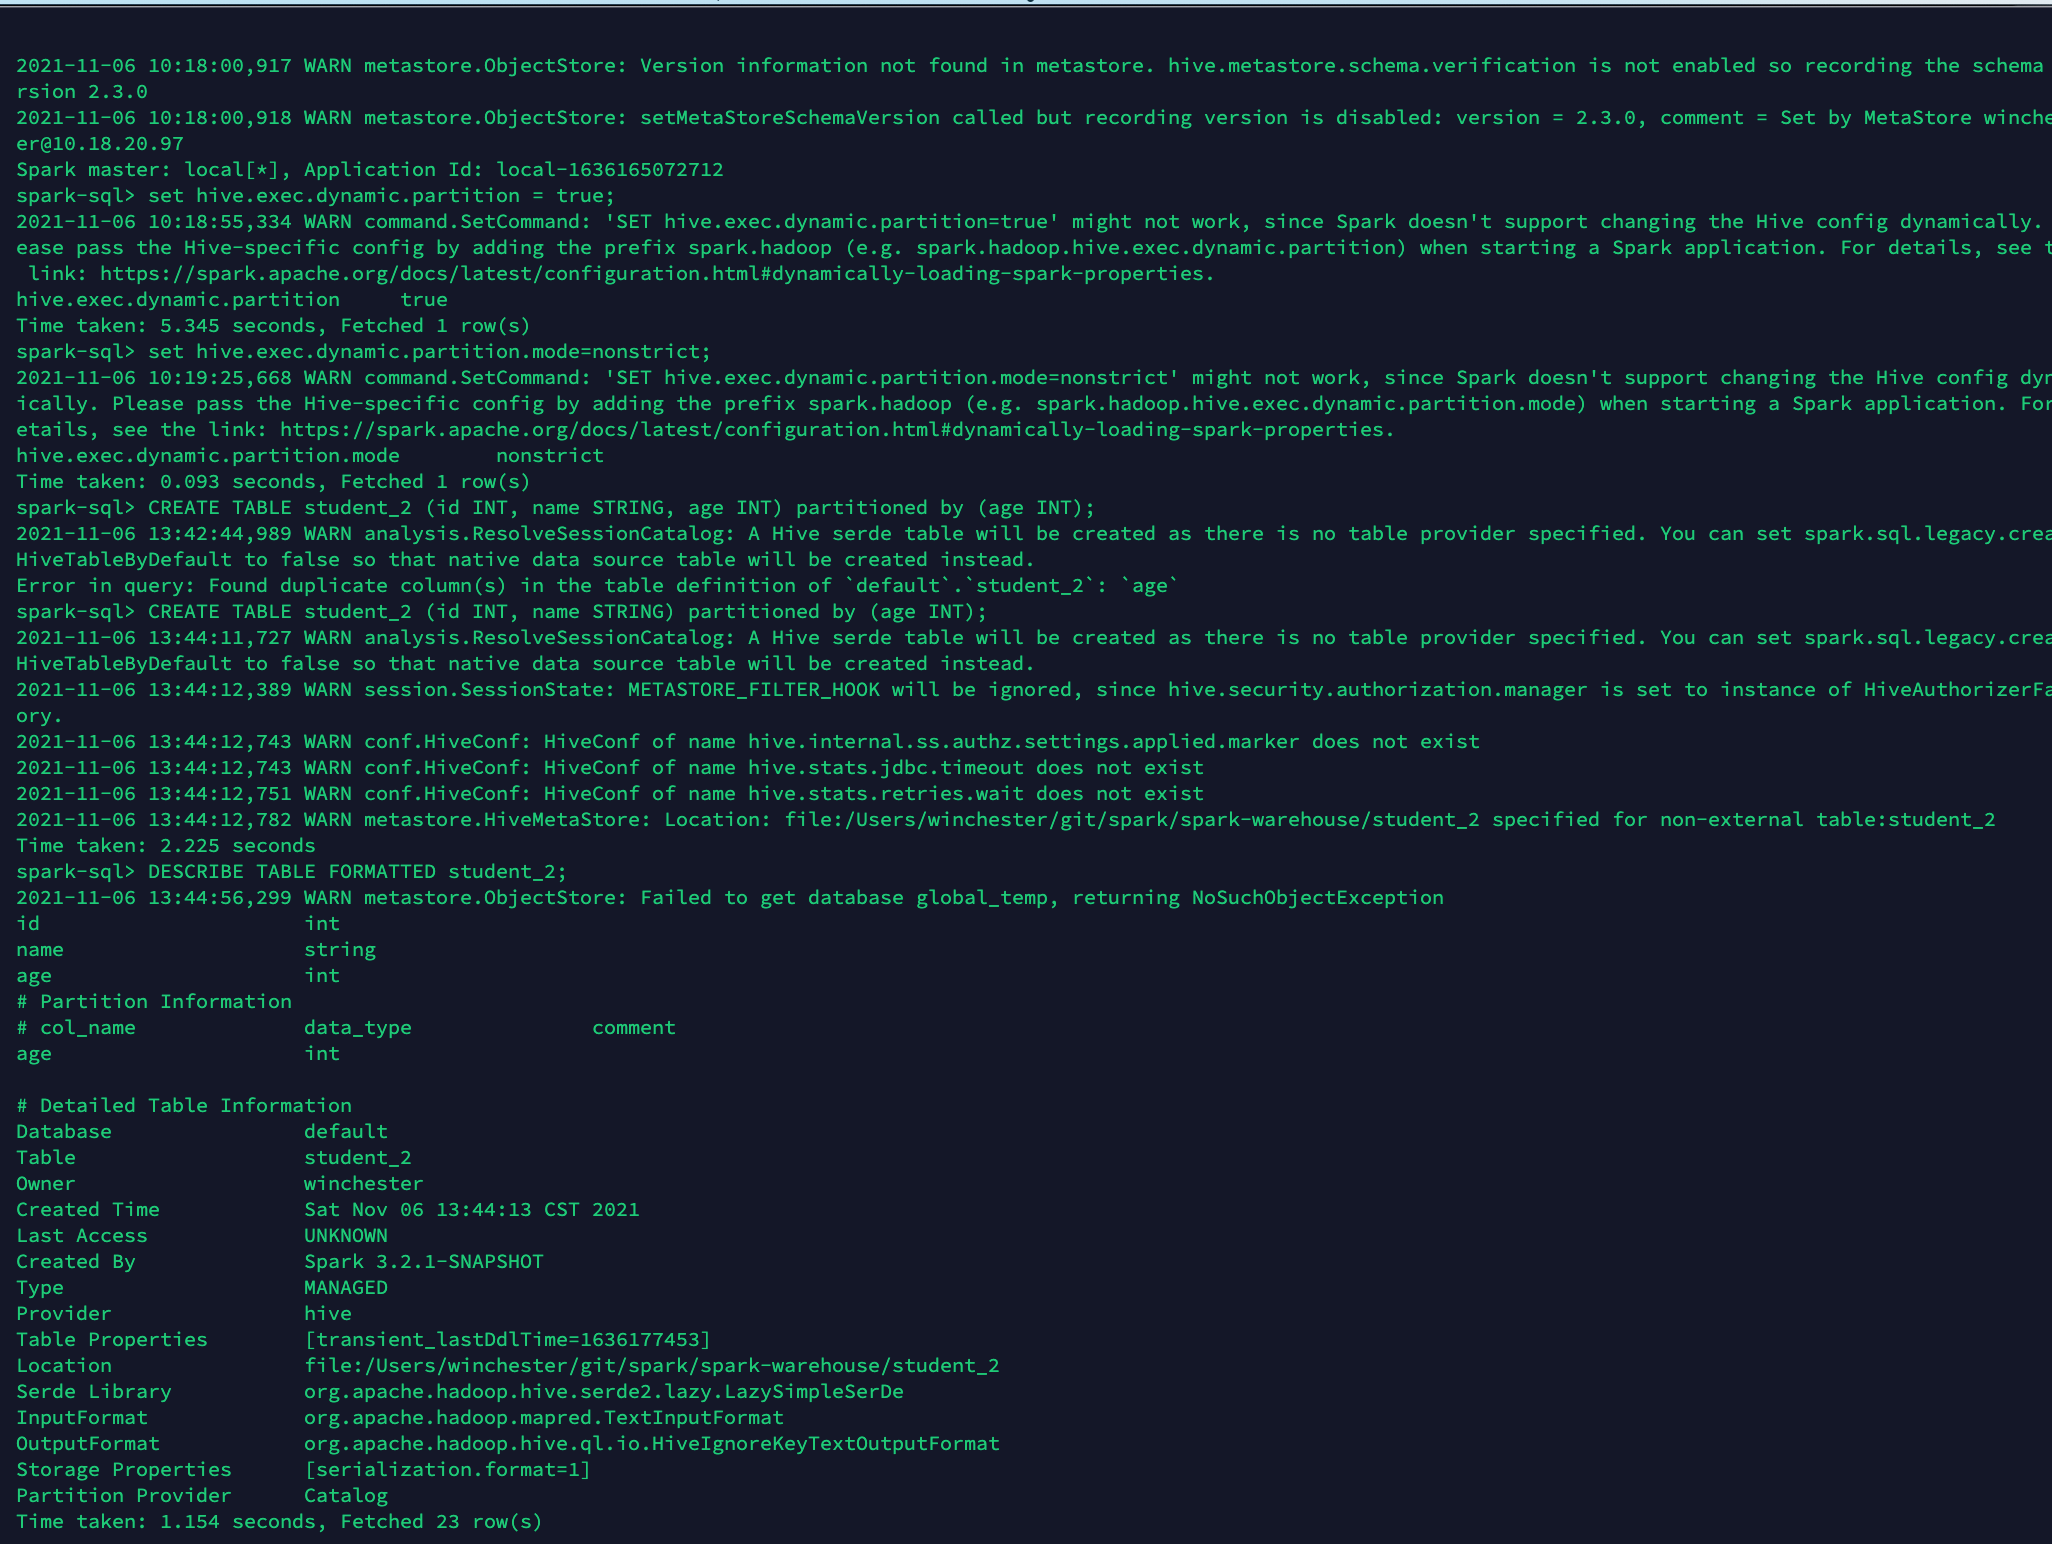 2021-11-06 10:18:00,917 WARN metastore.ObjectStore: Version information not found in metastore. hive.metastore.schema.verification is not enabled so recording the schema
rsion 2.3.0
2021-11-06 10:18:00,918 WARN metastore.ObjectStore: setMetaStoreSchemaVersion called but recording version is disabled: version = 2.3.0, comment = Set by MetaStore winche
er@10.18.20.97
Spark master: local[*], Application Id: local-1636165072712
spark-sql> set hive.exec.dynamic.partition = true;
2021-11-06 10:18:55,334 WARN command.SetCommand: 'SET hive.exec.dynamic.partition=true' might not work, since Spark doesn't support changing the Hive config dynamically.
ease pass the Hive-specific config by adding the prefix spark.hadoop (e.g. spark.hadoop.hive.exec.dynamic.partition) when starting a Spark application. For details, see t
link: https://spark.apache.org/docs/latest/configuration.html#dynamically-loading-spark-properties.
hive.exec.dynamic.partition     true
Time taken: 5.345 seconds, Fetched 1 row(s)
spark-sql> set hive.exec.dynamic.partition.mode=nonstrict;
2021-11-06 10:19:25,668 WARN command.SetCommand: 'SET hive.exec.dynamic.partition.mode=nonstrict' might not work, since Spark doesn't support changing the Hive config dyn
ically. Please pass the Hive-specific config by adding the prefix spark.hadoop (e.g. spark.hadoop.hive.exec.dynamic.partition.mode) when starting a Spark application. For
etails, see the link: https://spark.apache.org/docs/latest/configuration.html#dynamically-loading-spark-properties.
hive.exec.dynamic.partition.mode        nonstrict
Time taken: 0.093 seconds, Fetched 1 row(s)
spark-sql> CREATE TABLE student_2 (id INT, name STRING, age INT) partitioned by (age INT);
2021-11-06 13:42:44,989 WARN analysis.ResolveSessionCatalog: A Hive serde table will be created as there is no table provider specified. You can set spark.sql.legacy.crea
HiveTableByDefault to false so that native data source table will be created instead.
Error in query: Found duplicate column(s) in the table definition of `default`.`student_2`: `age`
spark-sql> CREATE TABLE student_2 (id INT, name STRING) partitioned by (age INT);
2021-11-06 13:44:11,727 WARN analysis.ResolveSessionCatalog: A Hive serde table will be created as there is no table provider specified. You can set spark.sql.legacy.crea
HiveTableByDefault to false so that native data source table will be created instead.
2021-11-06 13:44:12,389 WARN session.SessionState: METASTORE_FILTER_HOOK will be ignored, since hive.security.authorization.manager is set to instance of HiveAuthorizerFa
ory.
2021-11-06 13:44:12,743 WARN conf.HiveConf: HiveConf of name hive.internal.ss.authz.settings.applied.marker does not exist
2021-11-06 13:44:12,743 WARN conf.HiveConf: HiveConf of name hive.stats.jdbc.timeout does not exist
2021-11-06 13:44:12,751 WARN conf.HiveConf: HiveConf of name hive.stats.retries.wait does not exist
2021-11-06 13:44:12,782 WARN metastore.HiveMetaStore: Location: file:/Users/winchester/git/spark/spark-warehouse/student_2 specified for non-external table:student_2
Time taken: 2.225 seconds
spark-sql> DESCRIBE TABLE FORMATTED student_2;
2021-11-06 13:44:56,299 WARN metastore.ObjectStore: Failed to get database global_temp, returning NoSuchObjectException
id                      int
name                    string
age                     int
# Partition Information
# col_name              data_type               comment
age                     int

# Detailed Table Information
Database                default
Table                   student_2
Owner                   winchester
Created Time            Sat Nov 06 13:44:13 CST 2021
Last Access             UNKNOWN
Created By              Spark 3.2.1-SNAPSHOT
Type                    MANAGED
Provider                hive
Table Properties        [transient_lastDdlTime=1636177453]
Location                file:/Users/winchester/git/spark/spark-warehouse/student_2
Serde Library           org.apache.hadoop.hive.serde2.lazy.LazySimpleSerDe
InputFormat             org.apache.hadoop.mapred.TextInputFormat
OutputFormat            org.apache.hadoop.hive.ql.io.HiveIgnoreKeyTextOutputFormat
Storage Properties      [serialization.format=1]
Partition Provider      Catalog
Time taken: 1.154 seconds, Fetched 23 row(s)